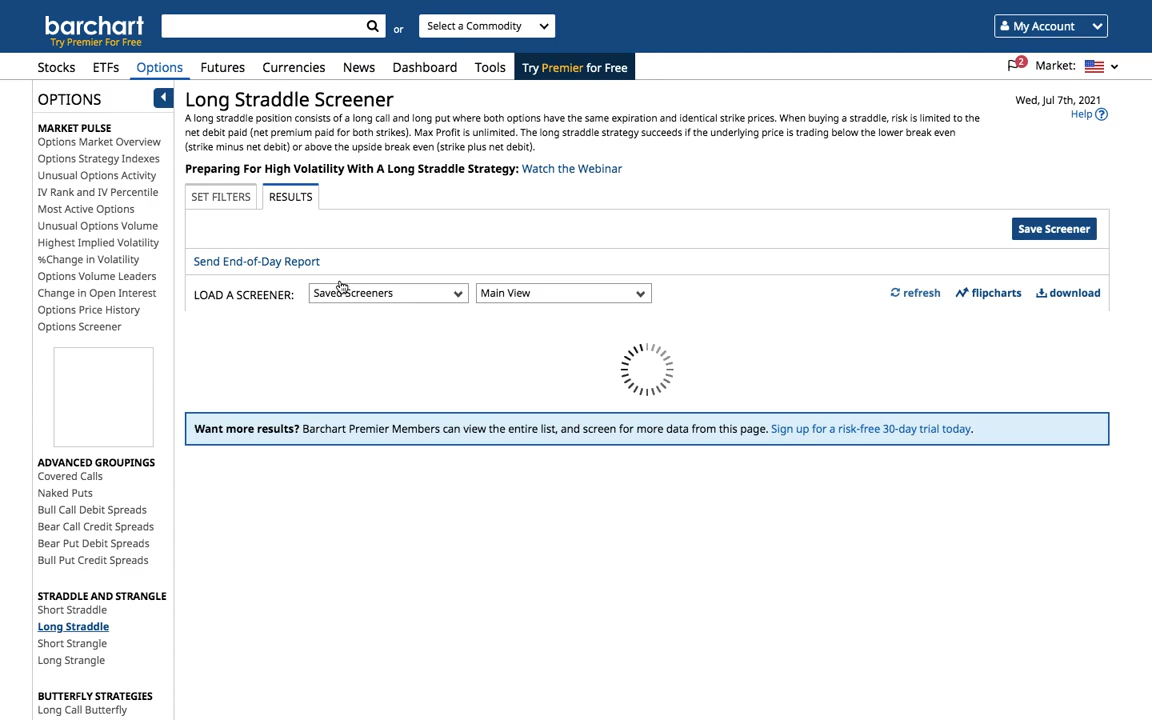 barchart
Try Premier For Free
or
Select a Commodity
My Account
Stocks ETFs Options Futures Currencies News Dashboard Tools Try Premier for Free
2 Market:
OPTIONS
MARKET PULSE
Options Market Overview
Options Strategy Indexes
Unusual Options Activity
IV Rank and IV Percentile
Most Active Options
Unusual Options Volume
Highest Implied Volatility
%Change in Volatility
Options Volume Leaders
Change in Open Interest
Options Price History
Options Screener
ADVANCED GROUPINGS
Covered Calls
Naked Puts
Bull Call Debit Spreads
Bear Call Credit Spreads
Bear Put Debit Spreads
Bull Put Credit Spreads
STRADDLE AND STRANGLE
Short Straddle
Long Straddle
Short Strangle
Long Strangle
BUTTERFLY STRATEGIES
Long Call Butterfly
Long Straddle Screener
Wed, Jul 7th, 2021
Help ?
A long straddle position consists of a long call and long put where both options have the same expiration and identical strike prices. When buying a straddle, risk is limited to the
net debit paid (net premium paid for both strikes). Max Profit is unlimited. The long straddle strategy succeeds if the underlying price is trading below the lower break even
(strike minus net debit) or above the upside break even (strike plus net debit).
Preparing For High Volatility With A Long Straddle Strategy: Watch the Webinar
SET FILTERS RESULTS
Save Screener
Send End-of-Day Report
LOAD A SCREENER: Saved Screeners Main View refresh flipcharts download
Want more results? Barchart Premier Members can view the entire list, and screen for more data from this page. Sign up for a risk-free 30-day trial today.